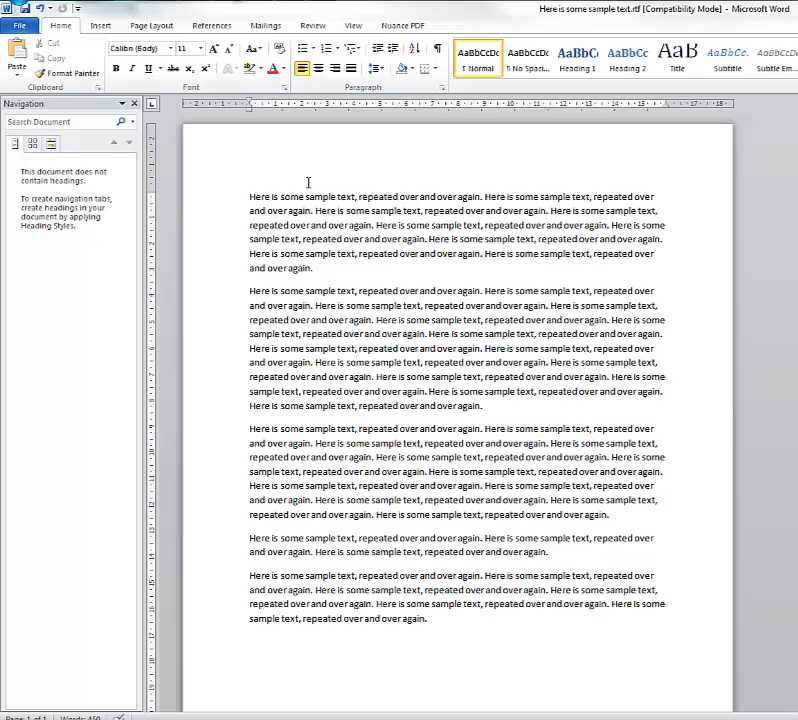 Here is some sample text.rtf [Compatibility Mode] - Microsoft Word
File Home Insert Page Layout References Mailings Review View Nuance PDF
Cut
Copy
Paste
Format Painter
Clipboard
Calibri (Body) 11
Font
Paragraph
AaBbCcDc AaBbCcDc AaBbC AaBbCc AaB AaBbCc. AaBbCcDc
¶ Normal ¶ No Spaci... Heading 1 Heading 2 Title Subtitle Subtle Em...
Navigation
Search Document
This document does not
contain headings.
To create navigation tabs,
create headings in your
document by applying
Heading Styles.
Here is some sample text, repeated over and over again. Here is some sample text, repeated over
and over again. Here is some sample text, repeated over and over again. Here is some sample text,
repeated over and over again. Here is some sample text, repeated over and over again. Here is some
sample text, repeated over and over again. Here is some sample text, repeated over and over again.
Here is some sample text, repeated over and over again. Here is some sample text, repeated over
and over again.
Here is some sample text, repeated over and over again. Here is some sample text, repeated over
and over again. Here is some sample text, repeated over and over again. Here is some sample text,
repeated over and over again. Here is some sample text, repeated over and over again. Here is some
sample text, repeated over and over again. Here is some sample text, repeated over and over again.
Here is some sample text, repeated over and over again. Here is some sample text, repeated over
and over again. Here is some sample text, repeated over and over again. Here is some sample text,
repeated over and over again. Here is some sample text, repeated over and over again. Here is some
sample text, repeated over and over again. Here is some sample text, repeated over and over again.
Here is some sample text, repeated over and over again.
Here is some sample text, repeated over and over again. Here is some sample text, repeated over
and over again. Here is some sample text, repeated over and over again. Here is some sample text,
repeated over and over again. Here is some sample text, repeated over and over again. Here is some
sample text, repeated over and over again. Here is some sample text, repeated over and over again.
Here is some sample text, repeated over and over again. Here is some sample text, repeated over
and over again. Here is some sample text, repeated over and over again. Here is some sample text,
repeated over and over again. Here is some sample text, repeated over and over again.
Here is some sample text, repeated over and over again. Here is some sample text, repeated over
and over again. Here is some sample text, repeated over and over again.
Here is some sample text, repeated over and over again. Here is some sample text, repeated over
and over again. Here is some sample text, repeated over and over again. Here is some sample text,
repeated over and over again. Here is some sample text, repeated over and over again. Here is some
sample text, repeated over and over again.
Page: 1 of 1 Words: 450